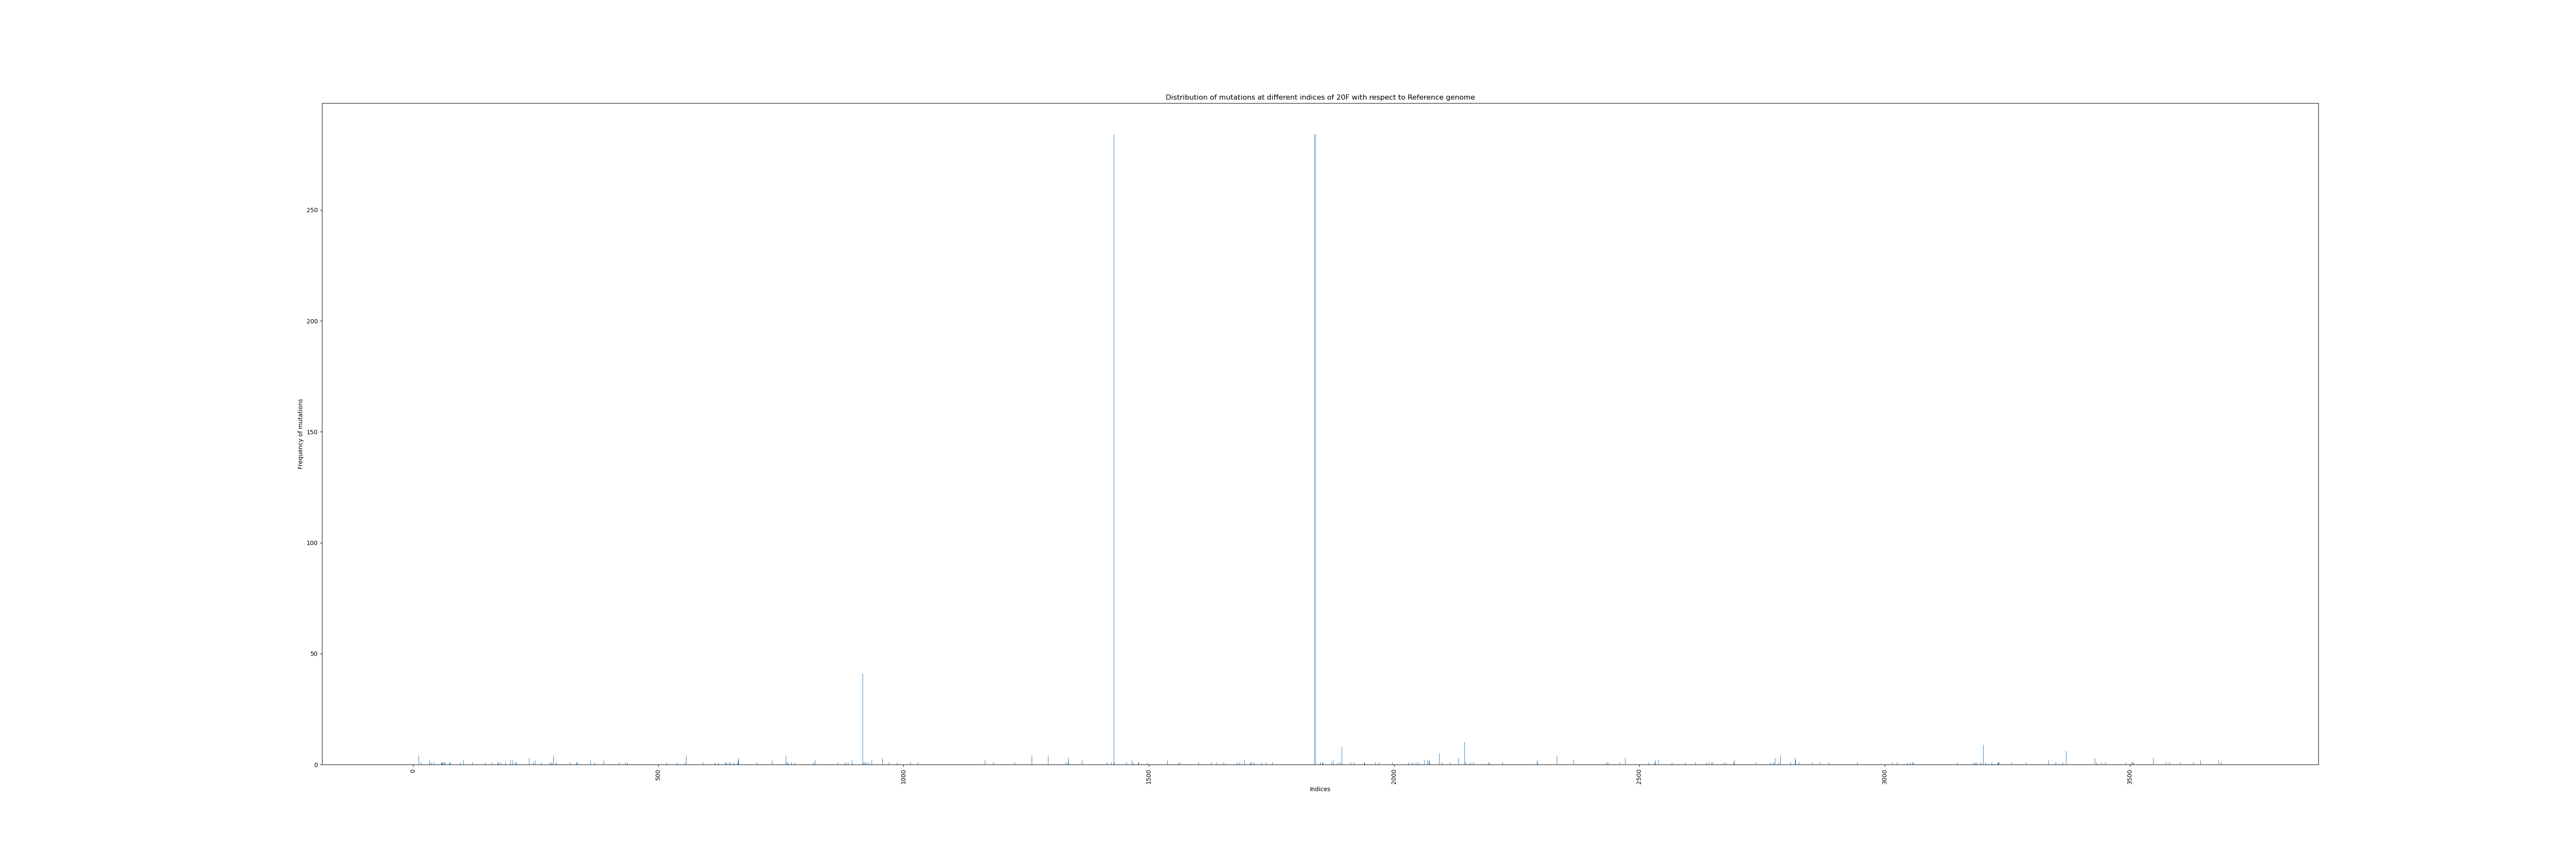 Distribution of mutations at different indices of 20F with respect to Reference genome
250
200
150
100
50
0
Frequency of mutations
0 500 1000 1500 2000 2500 3000 3500
Indices